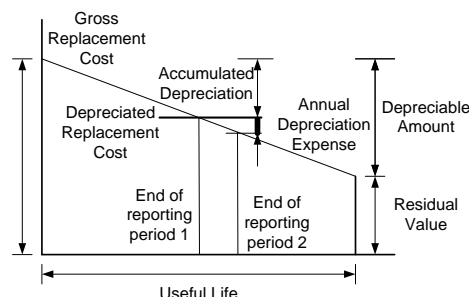 Gross
Replacement
Cost
Accumulated
Depreciation
Depreciated
Replacement
Cost
Annual
Depreciation
Expense
Depreciable
Amount
End of
reporting
period 1
End of
reporting
period 2
Residual
Value
Useful Life